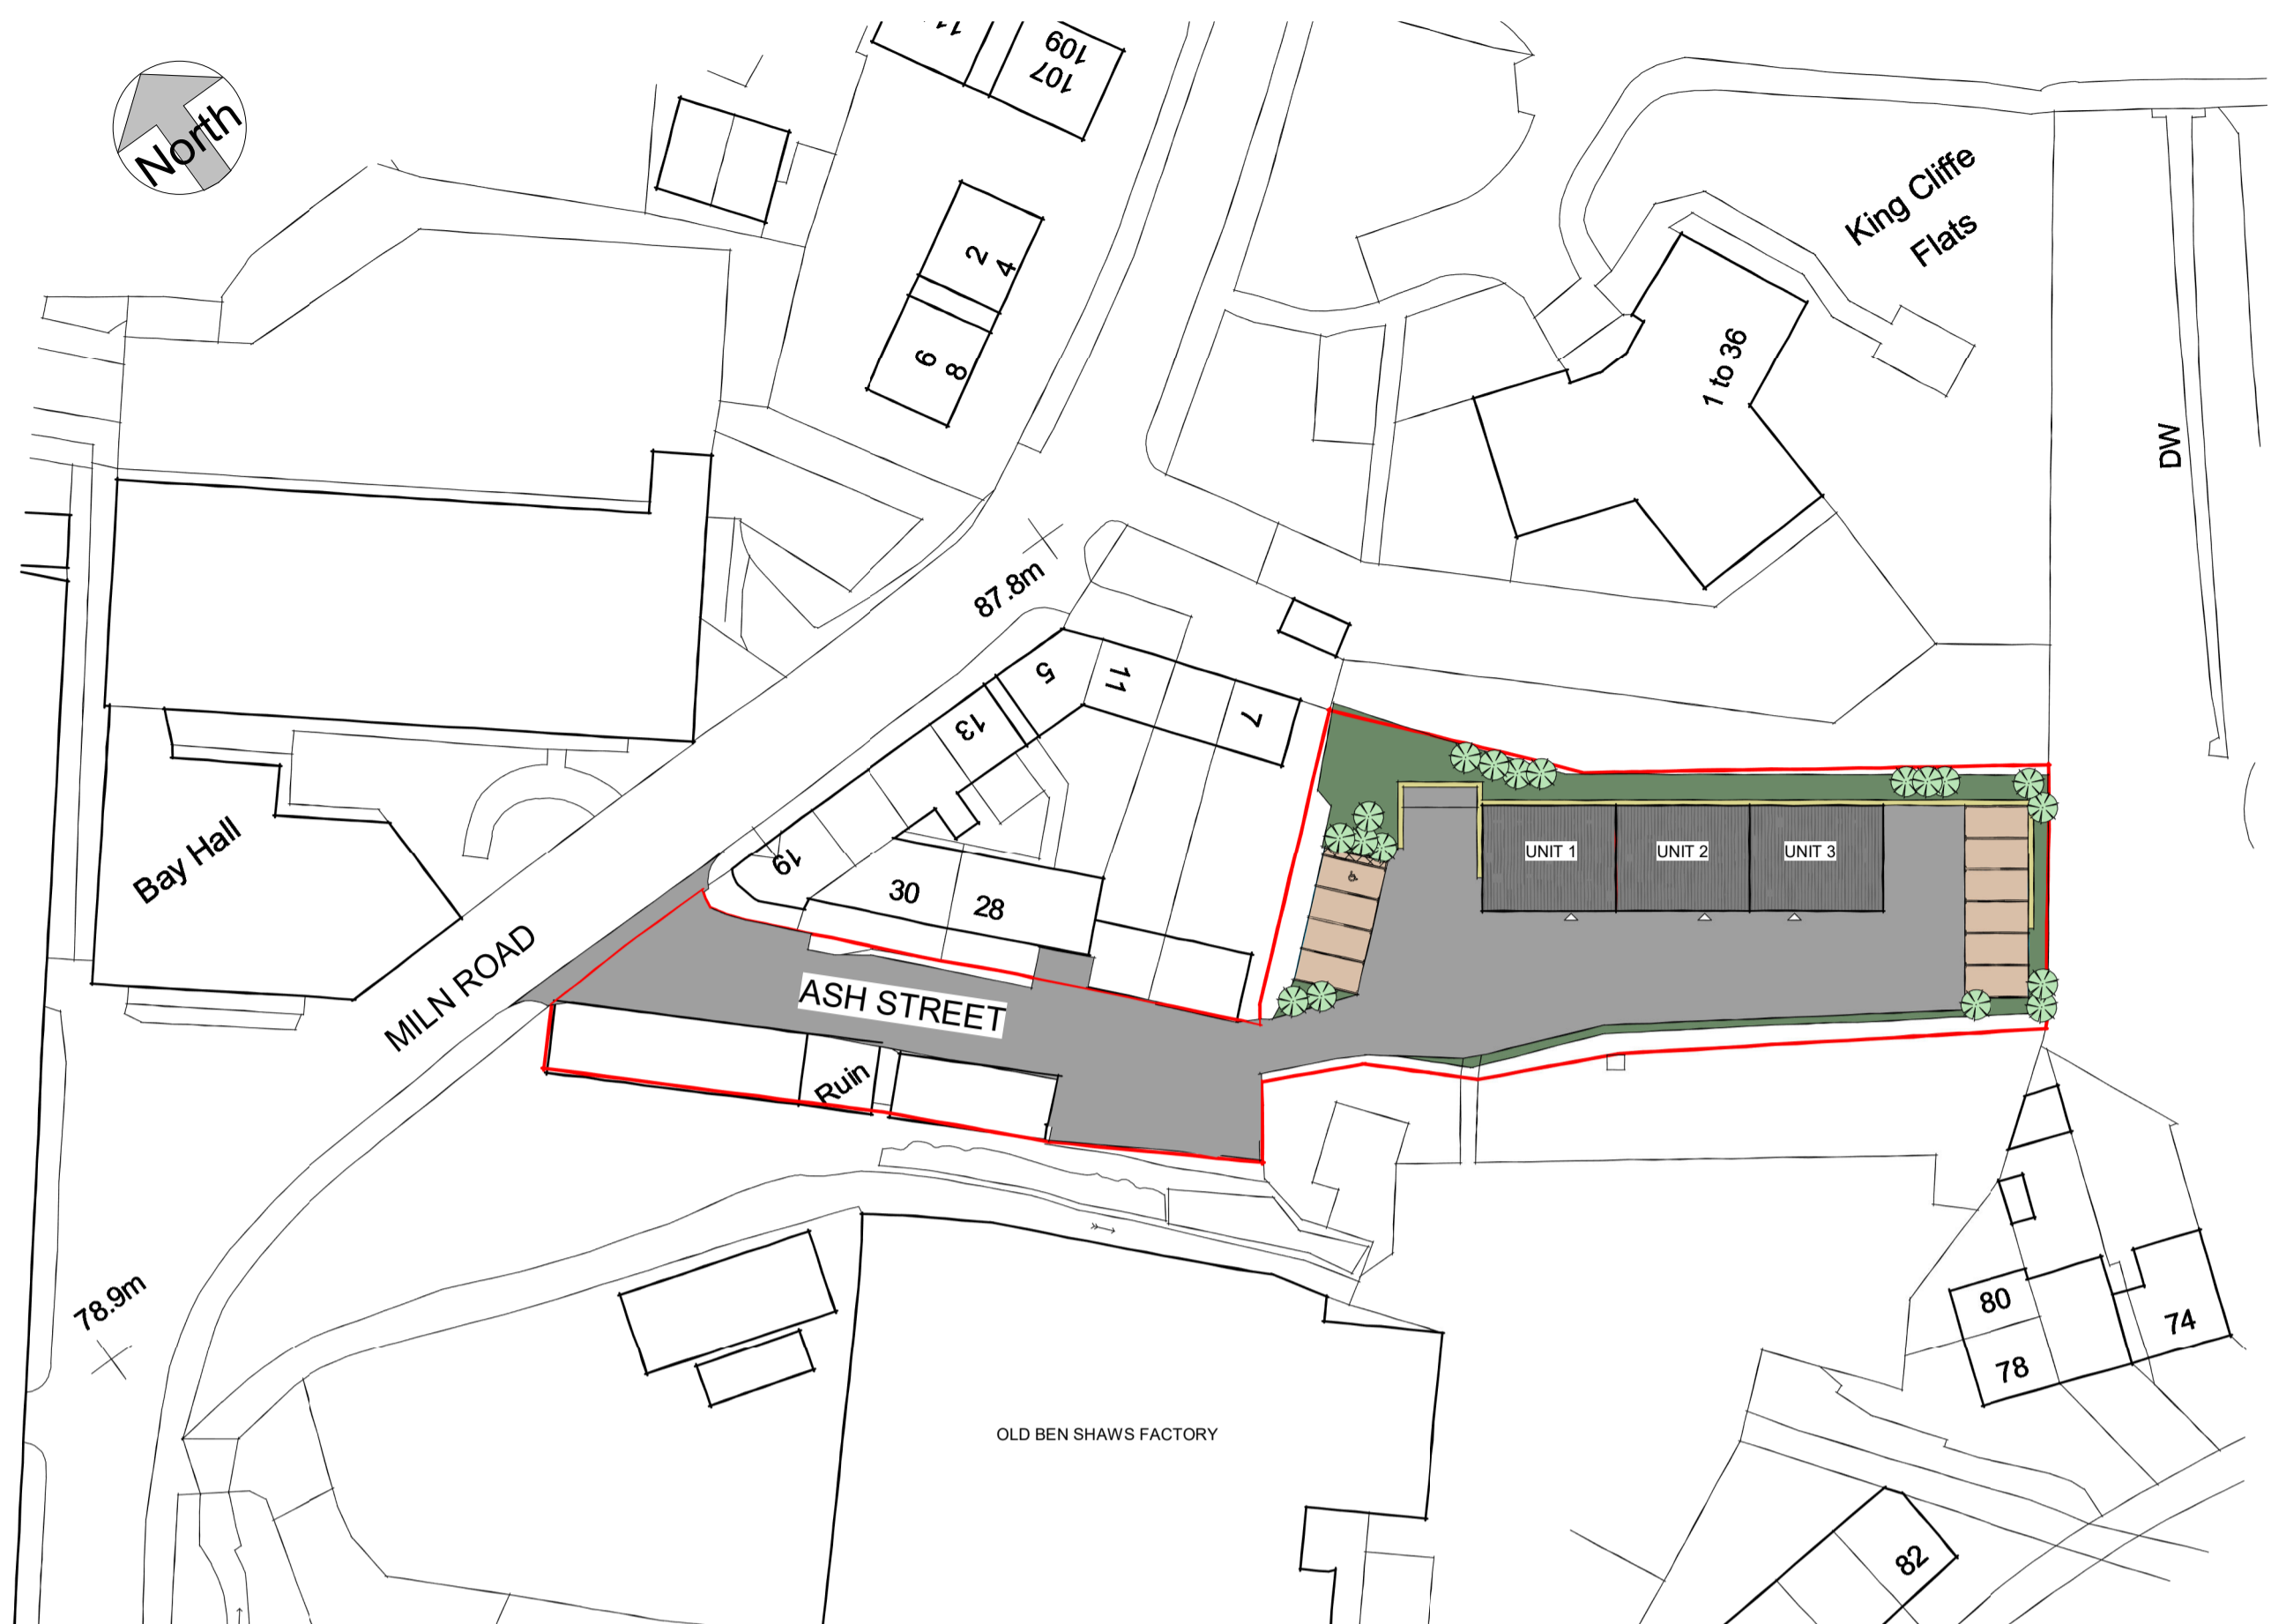 North
109
107
2
4
6
8
King Cliffe
Flats
1 to 36
DW
87.8m
5
11
7
13
19
30
28
Bay Hall
MILN ROAD
ASH STREET
Ruin
UNIT 1
UNIT 2
UNIT 3
78.9m
OLD BEN SHAWS FACTORY
80
78
74
82